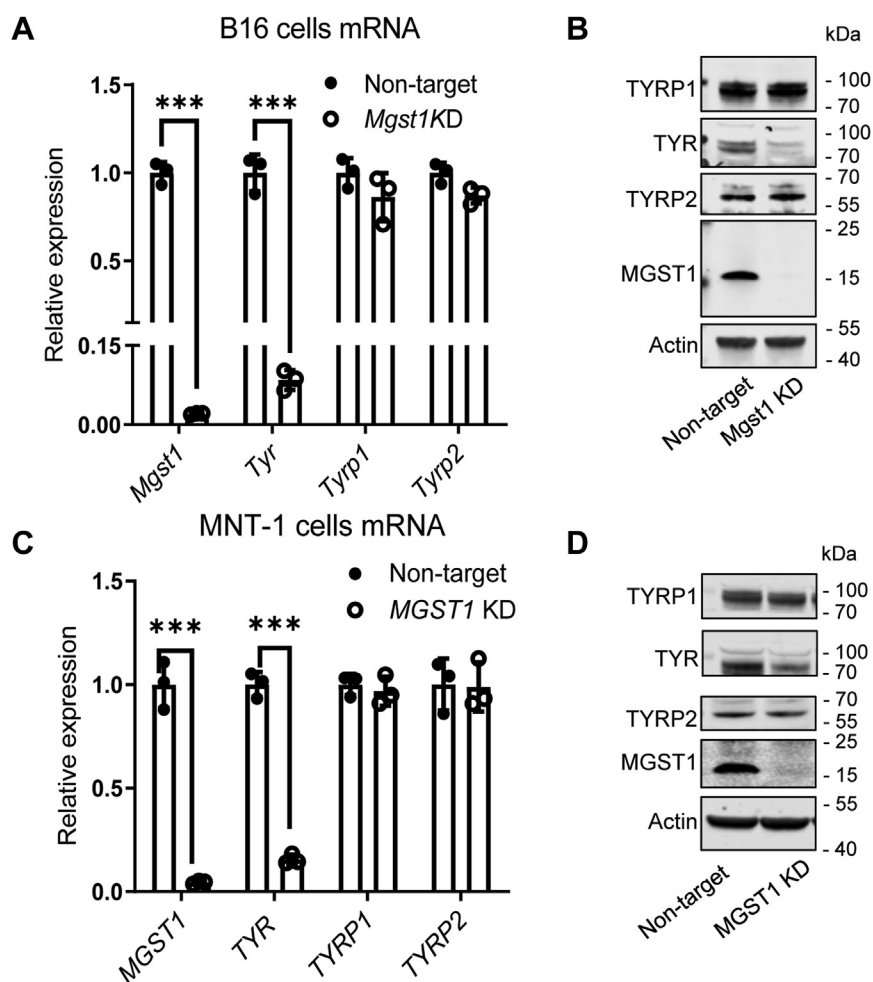 A
B16 cells mRNA
Non-target
Mgst1KD
*** ***
Relative expression
1.5
1.0
0.5
0.15
0.00
Mgst1
Tyr
Tyrp1
Tyrp2
B
kDa
TYRP1
- 100
- 70
TYR
- 100
- 70
TYRP2
- 70
- 55
MGST1
- 25
- 15
Actin
- 55
- 40
Non-target
Mgst1 KD
C
MNT-1 cells mRNA
Non-target
MGST1 KD
*** ***
Relative expression
1.5
1.0
0.5
0.0
MGST1
TYR
TYRP1
TYRP2
D
kDa
TYRP1
- 100
- 70
TYR
- 100
- 70
TYRP2
- 70
- 55
MGST1
- 25
- 15
Actin
- 55
- 40
Non-target
MGST1 KD